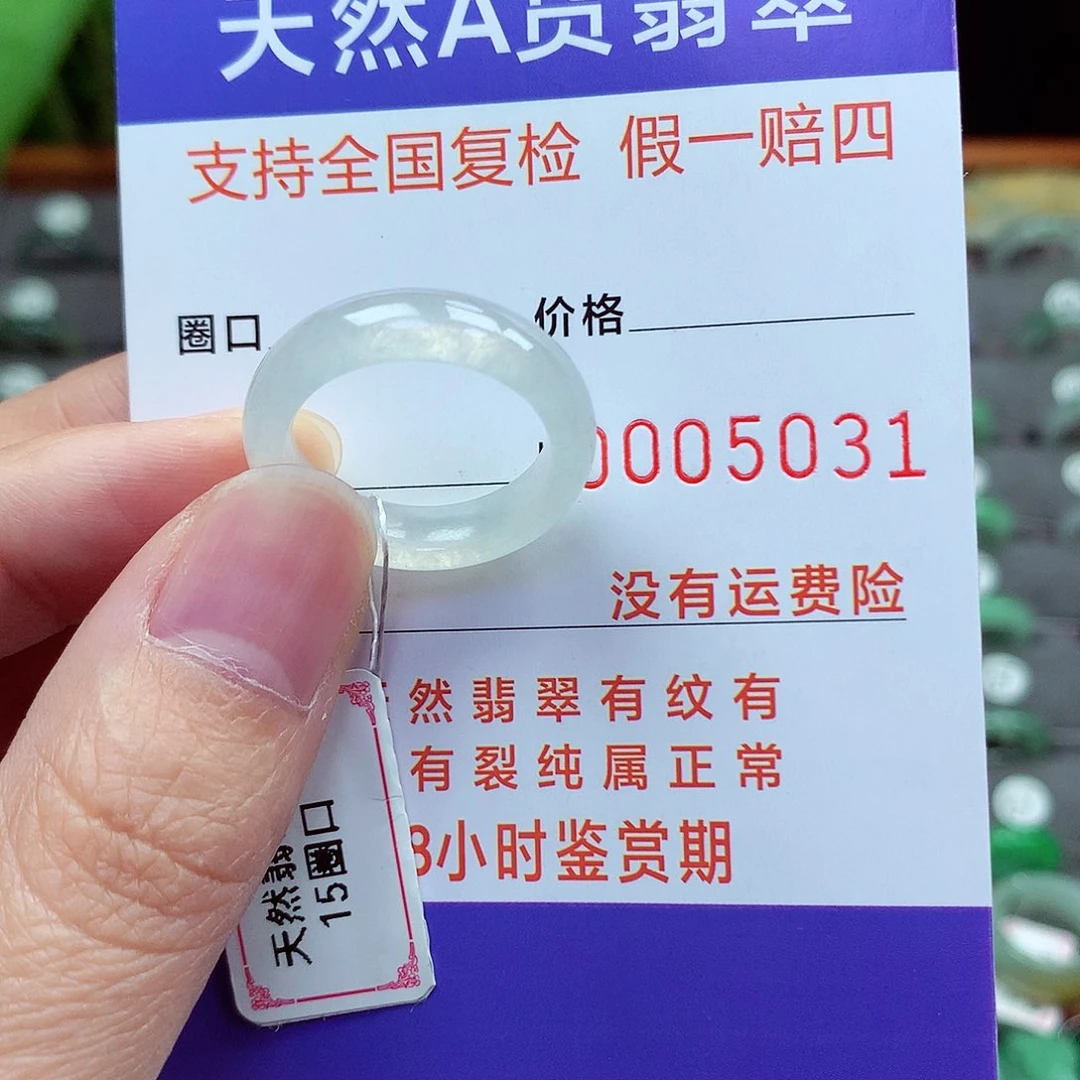 天然A货翡翠
支持全国复检 假一赔四
圈口 价格
0005031
没有运费险
然翡翠有纹有
有裂纯属正常
8小时鉴赏期
天然翡
15圈口